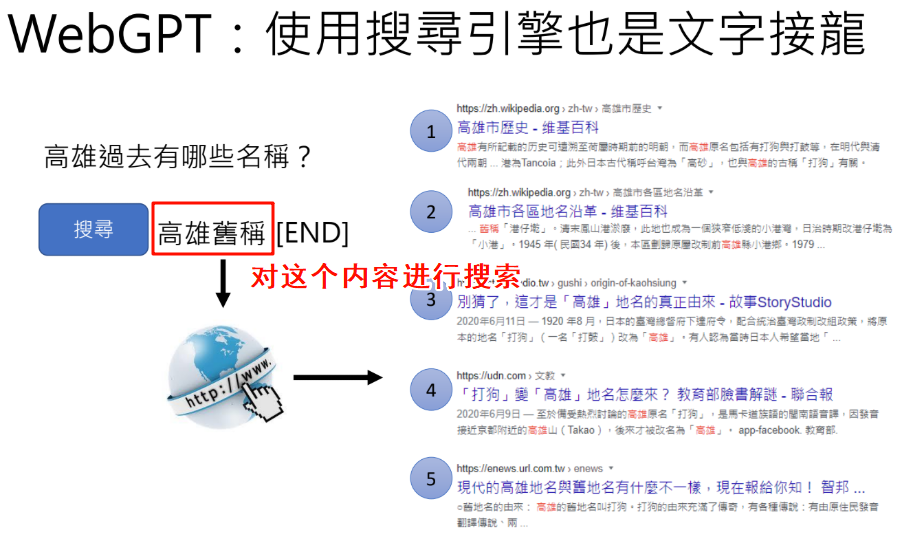 WebGPT：使用搜尋引擎也是文字接龍
高雄過去有哪些名稱？
搜尋 高雄舊稱 [END]
对这个内容进行搜索
http://www.
1
https://zh.wikipedia.org › zh-tw › 高雄市歷史
高雄市歷史 - 维基百科
高雄有所記載的历史可遭溯至荷蘭時期前的明朝，而高雄原名包括有打狗與打鼓等，在明代與清
代兩朝 ... 港為Tancoia；此外日本古代稱呼台灣為「高砂」，也與高雄的古稱「打狗」有關。
2
https://zh.wikipedia.org › zh-tw › 高雄市各區地名沿革
高雄市各區地名沿革 - 维基百科
... 舊稱「港仔墘」。清末鳳山港淤廢，此地也成為一個狹窄低淺的小港灣，日治時期改港仔墘為
「小港」。1945 年( 民國34 年) 後，本區劃歸原屬改制前高雄縣小港鄉。1979 ...
3
dio.tw › gushi › origin-of-kaohsiung
別猜了，這才是「高雄」地名的真正由來 - 故事StoryStudio
2020年6月11日 — 1920 年8 月，日本的臺灣總督府下達府令，配合統治臺灣政制改組政策，將原
本的地名「打狗」（一名「打鼓」）改為「高雄」。有人認為當時日本人希望當地「 ...
4
https://udn.com › 文教
「打狗」變「高雄」地名怎麼來？ 教育部臉書解謎 - 聯合報
2020年6月9日 — 至於備受熱烈討論的高雄原名「打狗」，是馬卡道族語的閩南語音譯，因發音
接近京都附近的高雄山（Takao），後來才被改名為「高雄」。 app-facebook. 教育部.
5
https://enews.url.com.tw › enews
現代的高雄地名與舊地名有什麼不一樣，現在報給你知！ 智邦 ...
○舊地名的由來： 高雄的舊地名叫打狗。打狗的由來充滿了傳奇，有各種傳說：有由原住民發音
翻譯傳說、兩 ...